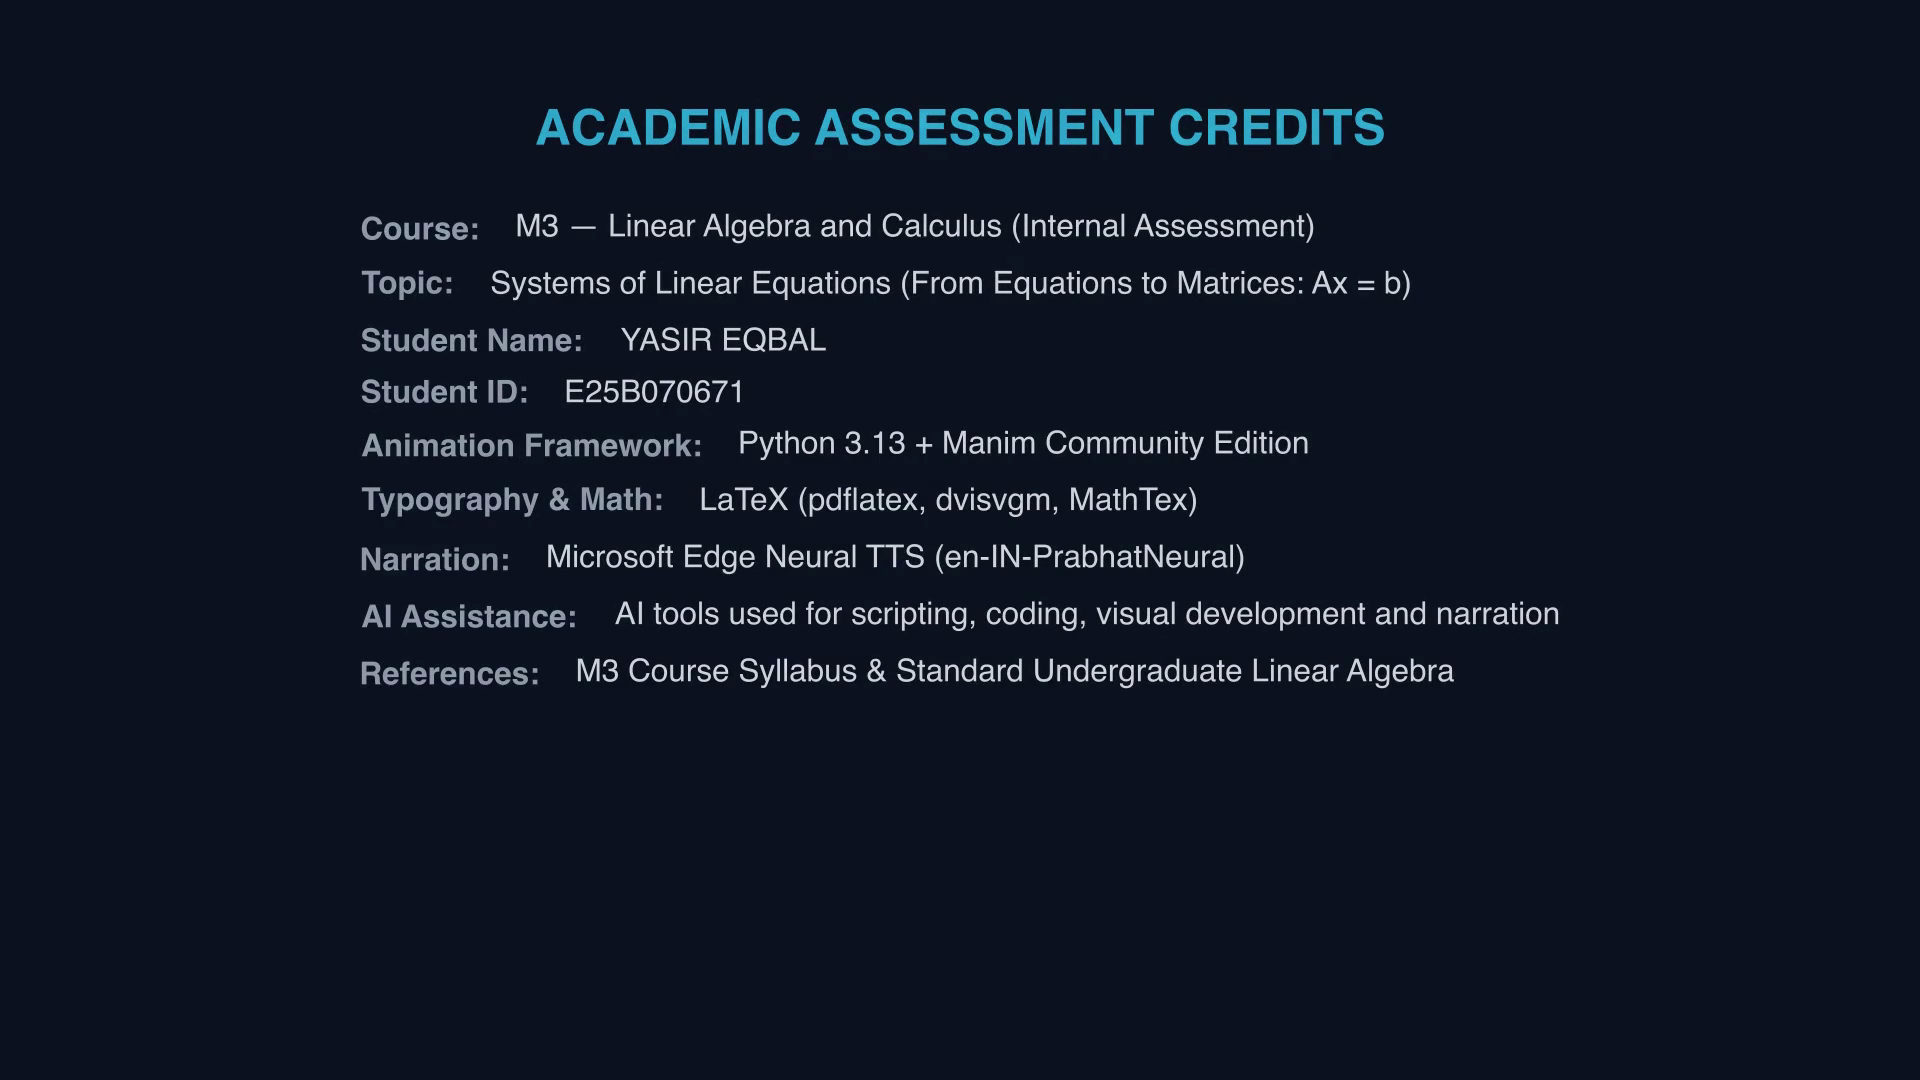 ACADEMIC ASSESSMENT CREDITS
Course: M3 — Linear Algebra and Calculus (Internal Assessment)
Topic: Systems of Linear Equations (From Equations to Matrices: Ax = b)
Student Name: YASIR EQBAL
Student ID: E25B070671
Animation Framework: Python 3.13 + Manim Community Edition
Typography & Math: LaTeX (pdflatex, dvisvgm, MathTex)
Narration: Microsoft Edge Neural TTS (en-IN-PrabhatNeural)
AI Assistance: AI tools used for scripting, coding, visual development and narration
References: M3 Course Syllabus & Standard Undergraduate Linear Algebra